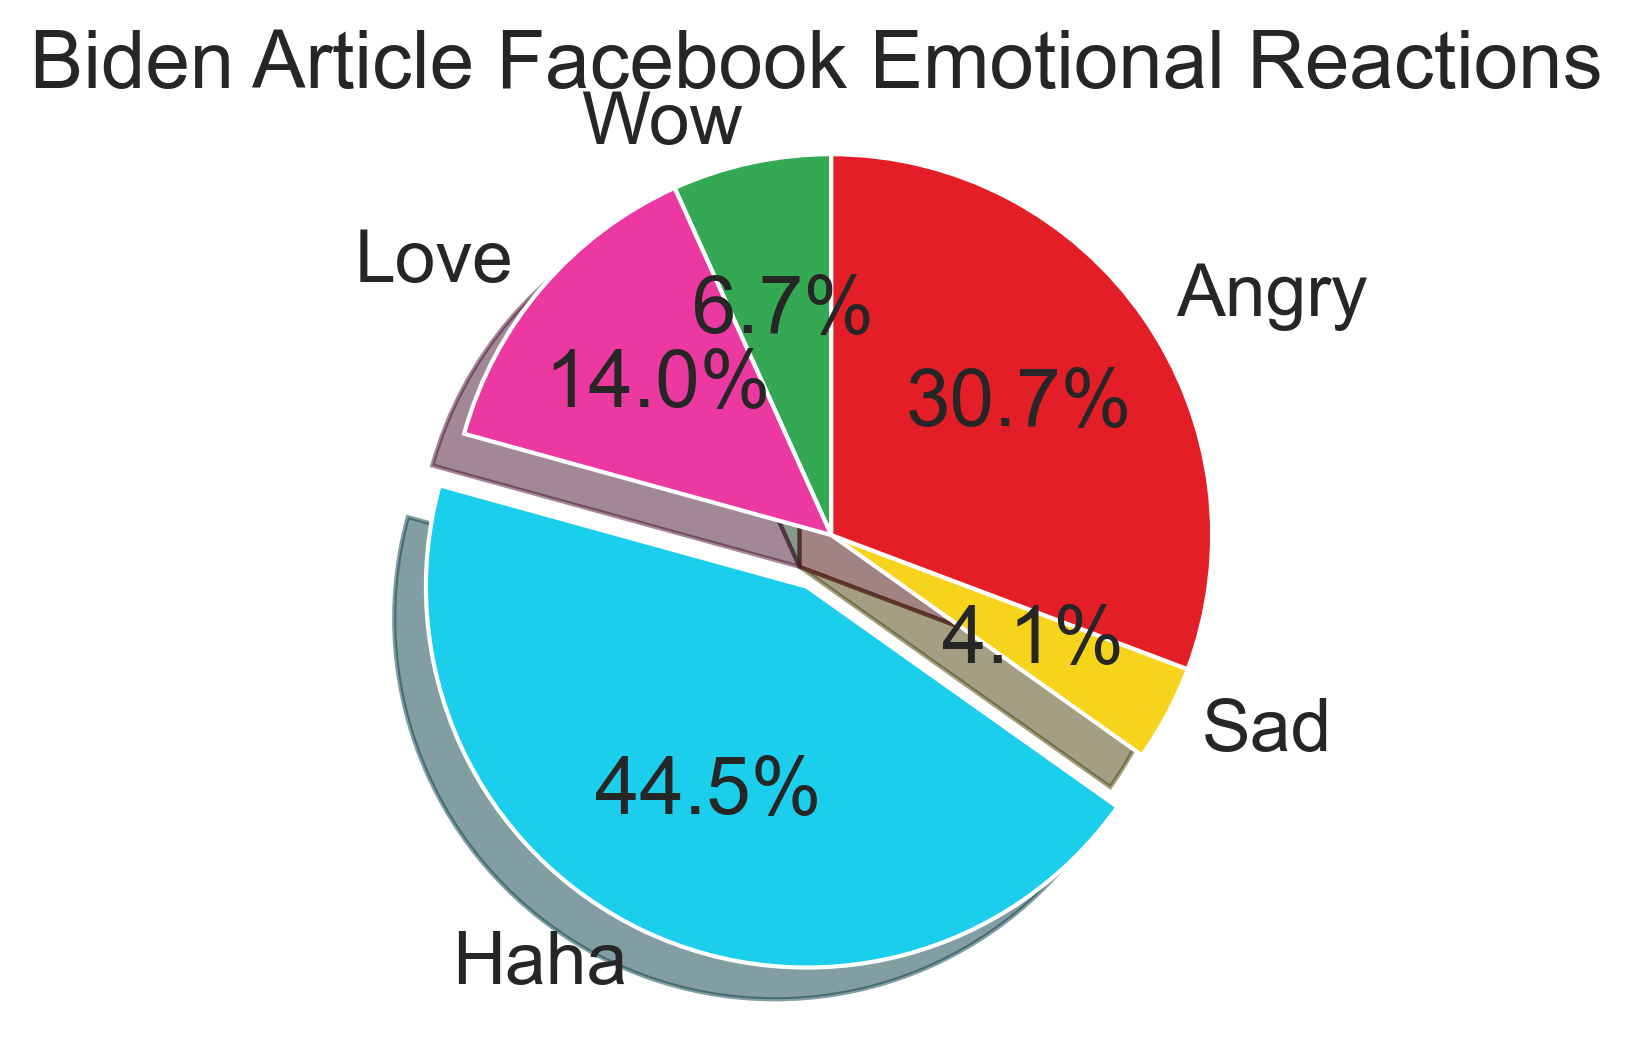 Biden Article Facebook Emotional Reactions
Wow
Love
Angry
6.7%
14.0%
30.7%
4.1%
Sad
44.5%
Haha